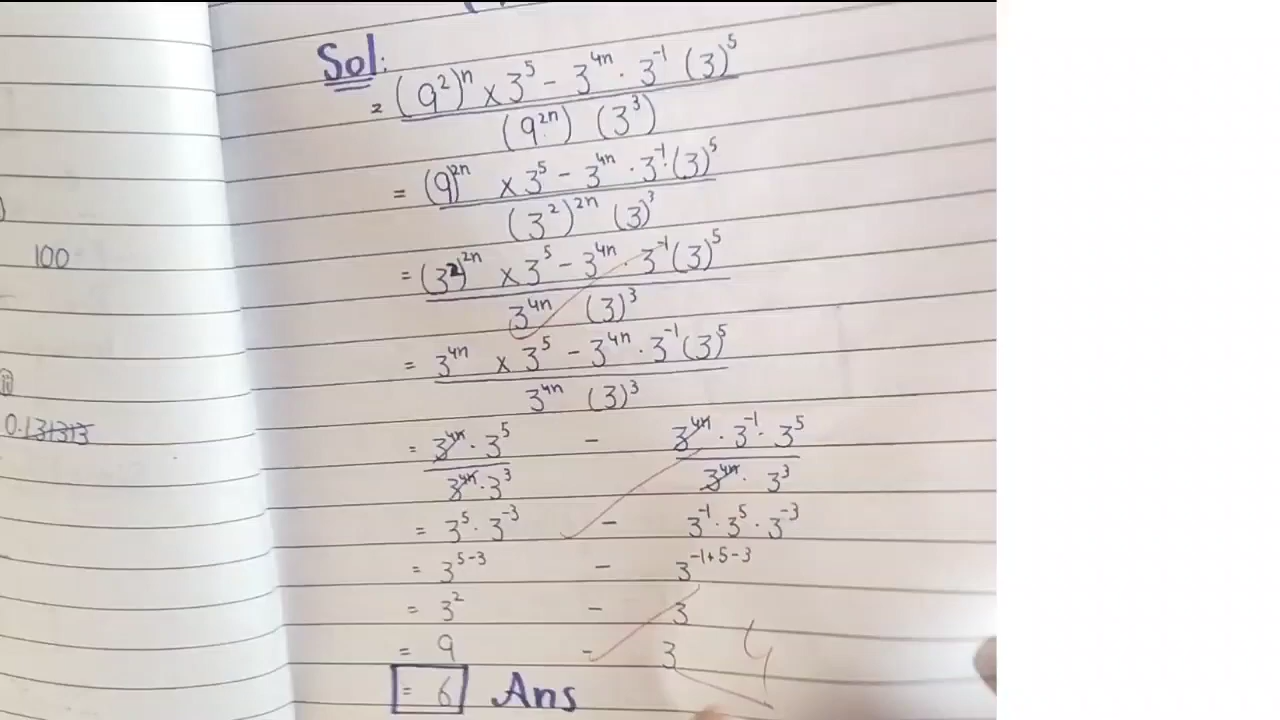 Sol:
= (9²)ⁿ × 3⁵ − 3⁴ⁿ · 3⁻¹ (3)⁵
(9²ⁿ) (3³)
= (9)²ⁿ × 3⁵ − 3⁴ⁿ · 3⁻¹ (3)⁵
(3²)²ⁿ (3)³
100
= (3²)²ⁿ × 3⁵ − 3⁴ⁿ · 3⁻¹ (3)⁵
3⁴ⁿ (3)³
= 3⁴ⁿ × 3⁵ − 3⁴ⁿ · 3⁻¹ (3)⁵
3⁴ⁿ (3)³
ii
0.131313
= 3⁴ⁿ · 3⁵ − 3⁴ⁿ · 3⁻¹ · 3⁵
3⁴ⁿ · 3³ 3⁴ⁿ · 3³
= 3⁵ · 3⁻³ − 3⁻¹ · 3⁵ · 3⁻³
= 3⁵⁻³ − 3⁻¹⁺⁵⁻³
= 3² − 3
= 9 − 3
= 6 Ans